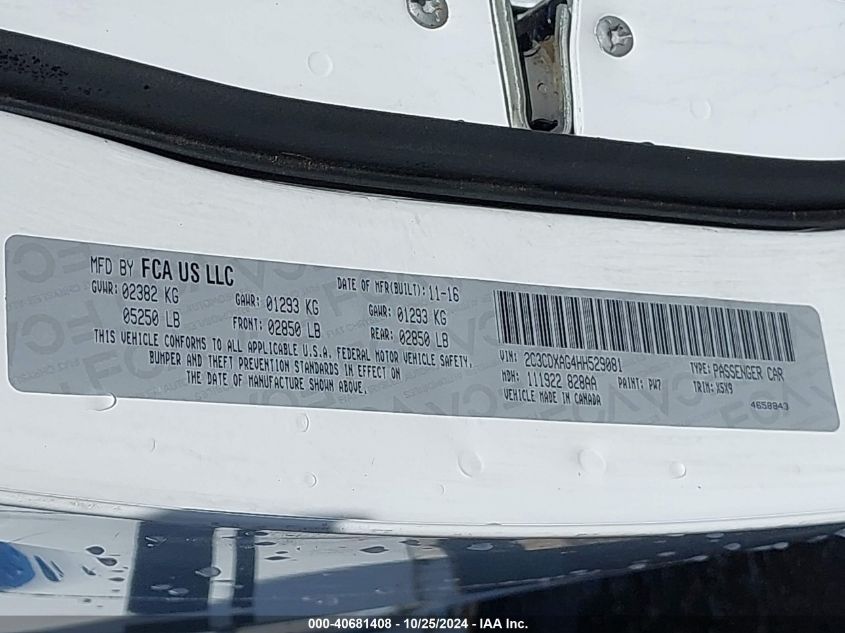 MFD BY FCA US LLC
DATE OF MFR(BUILT): 11-16
GVWR: 02382 KG
GAWR: 01293 KG
GAWR: 01293 KG
05250 LB
FRONT: 02850 LB
REAR: 02850 LB
THIS VEHICLE CONFORMS TO ALL APPLICABLE U.S.A. FEDERAL MOTOR VEHICLE SAFETY,
BUMPER AND THEFT PREVENTION STANDARDS IN EFFECT ON
THE DATE OF MANUFACTURE SHOWN ABOVE.
VIN: 2C3CDXAG4HH529081
TYPE: PASSENGER CAR
MDH: 111922 828AA
PAINT: PW7
TRIM: X5X9
VEHICLE MADE IN CANADA
4658843
000-40681408 - 10/25/2024 - IAA Inc.